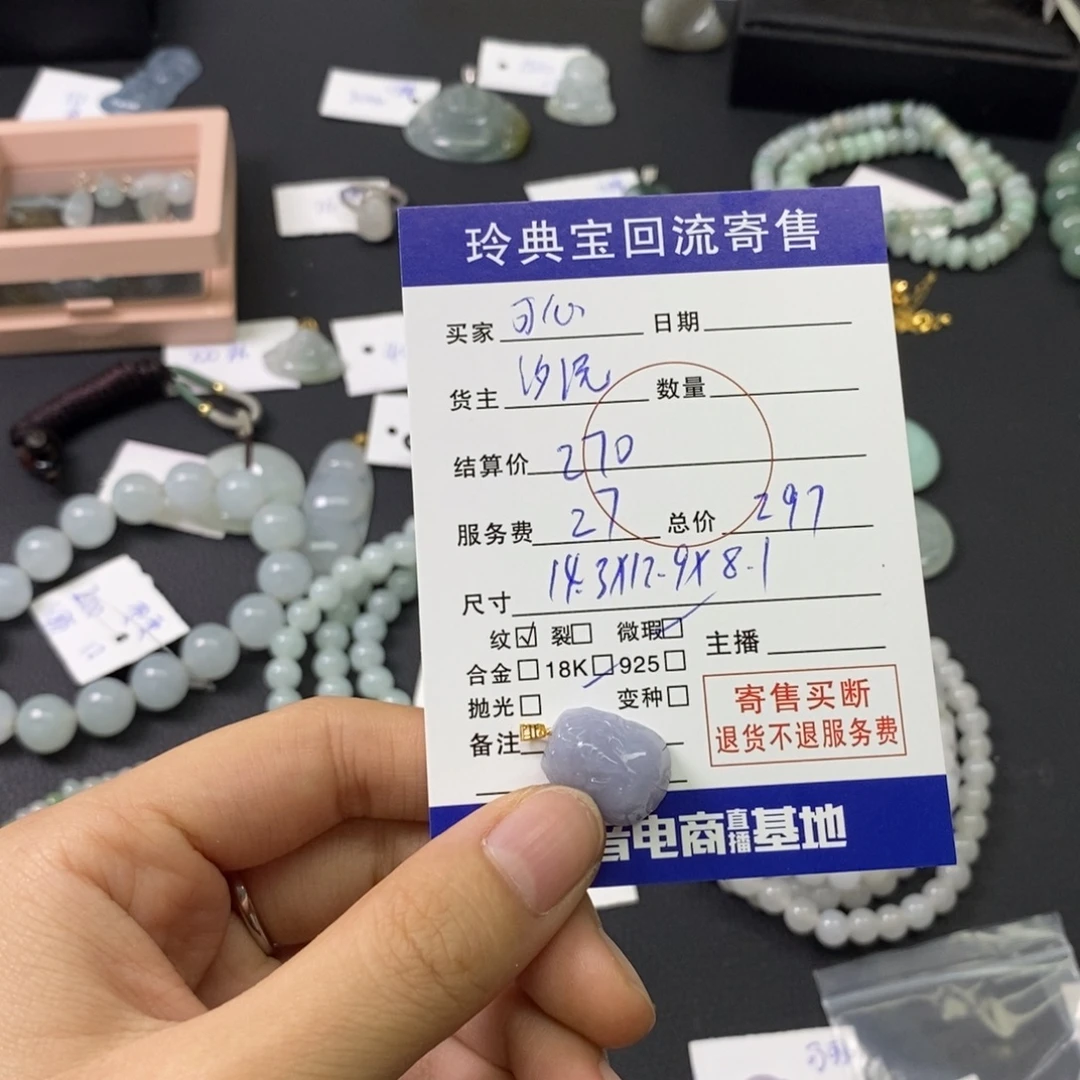 玲典宝回流寄售
买家 可心 日期
货主 汐悦 数量
结算价 270
服务费 27 总价 297
尺寸 14.3X12.9X8.1
纹☑ 裂□ 微瑕☑ 主播
合金□ 18K☑ 925□
抛光□ 变种□
寄售买断
退货不退服务费
备注
电商直播基地